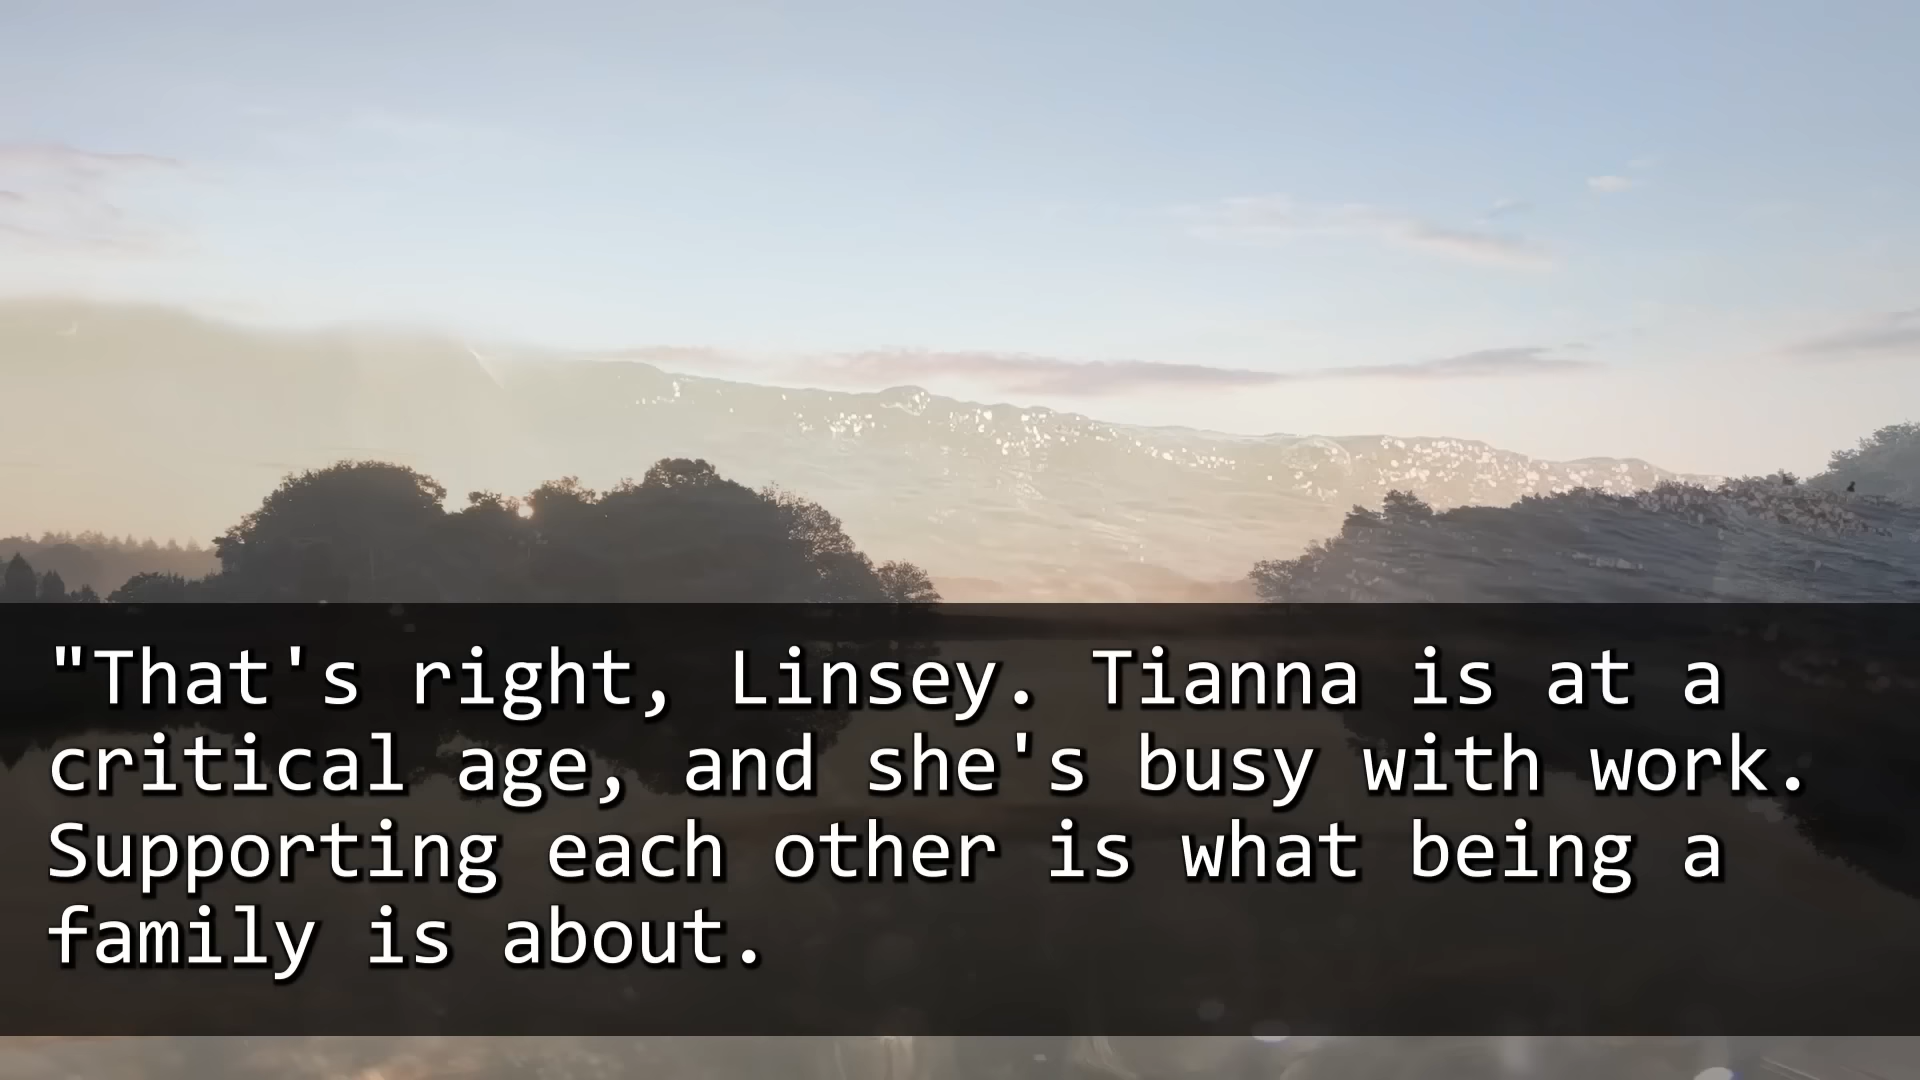 "That's right, Linsey. Tianna is at a
critical age, and she's busy with work.
Supporting each other is what being a
family is about.